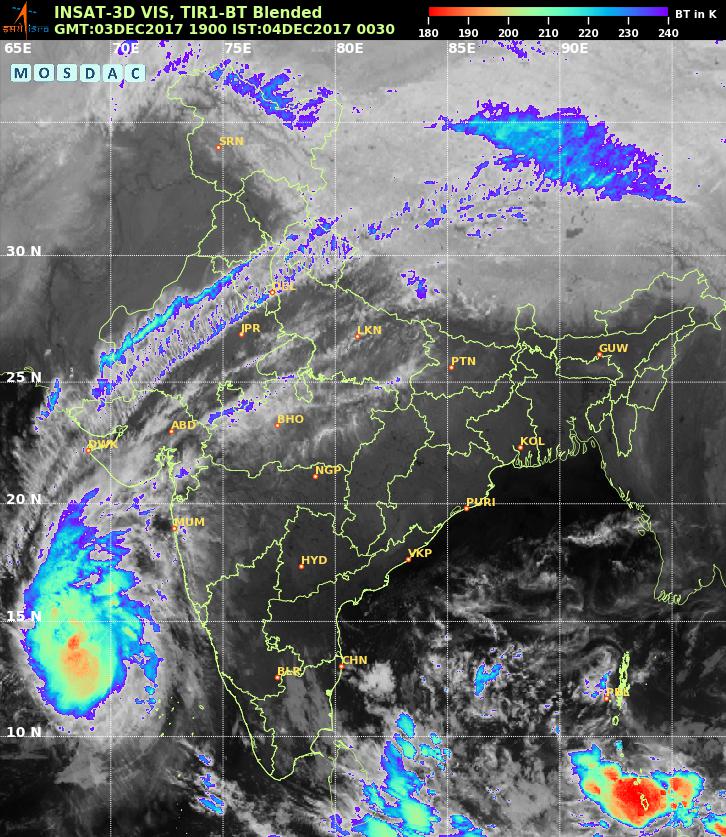 INSAT-3D VIS, TIR1-BT Blended
GMT:03DEC2017 1900 IST:04DEC2017 0030
BT in K
180 190 200 210 220 230 240
65E 70E 75E 80E 85E 90E
MOSDAC
SRN
30 N
DEL
JPR
LKN
GUW
PTN
25 N
ABD
BHO
DWK
KOL
NGP
20 N
PURI
MUM
VKP
HYD
15 N
CHN
BLR
PBL
10 N